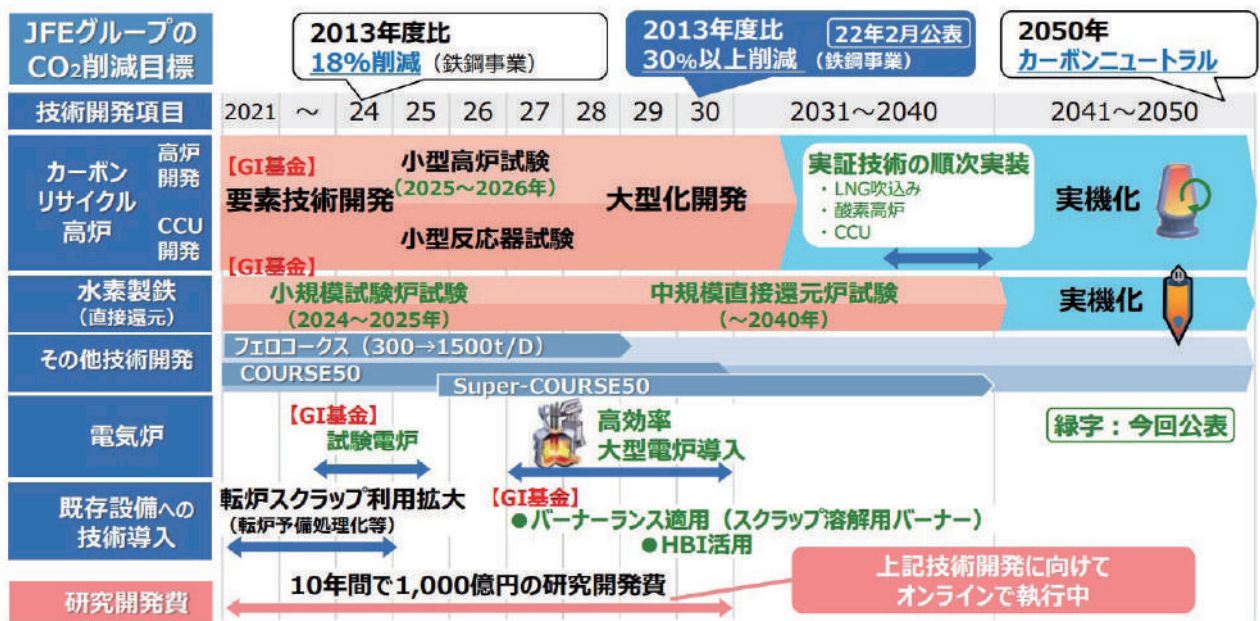 JFEグループの
CO₂削減目標
2013年度比
18%削減（鉄鋼事業）
2013年度比
22年2月公表
30%以上削減（鉄鋼事業）
2050年
カーボンニュートラル
技術開発項目
2021
～
24
25
26
27
28
29
30
2031～2040
2041～2050
カーボン
リサイクル
高炉
高炉
開発
CCU
開発
【GI基金】
要素技術開発
小型高炉試験
（2025～2026年）
小型反応器試験
大型化開発
実証技術の順次実装
・LNG吹込み
・酸素高炉
・CCU
実機化
水素製鉄
（直接還元）
【GI基金】
小規模試験炉試験
（2024～2025年）
中規模直接還元炉試験
（～2040年）
実機化
その他技術開発
フェロコークス（300→1500t/D）
COURSE50
Super-COURSE50
電気炉
【GI基金】
試験電炉
高効率
大型電炉導入
緑字：今回公表
既存設備への
技術導入
転炉スクラップ利用拡大
（転炉予備処理化等）
【GI基金】
●バーナーランス適用（スクラップ溶解用バーナー）
●HBI活用
研究開発費
10年間で1,000億円の研究開発費
上記技術開発に向けて
オンラインで執行中